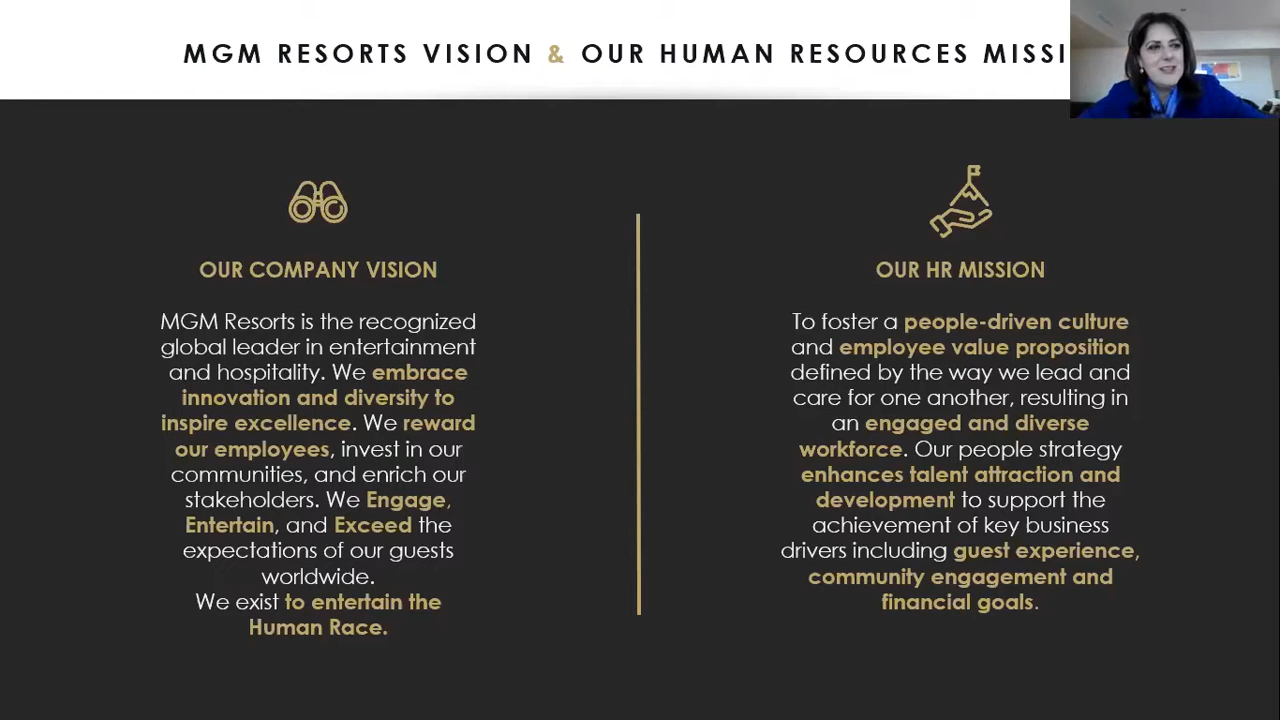 MGM RESORTS VISION & OUR HUMAN RESOURCES MISSI
OUR COMPANY VISION
MGM Resorts is the recognized
global leader in entertainment
and hospitality. We embrace
innovation and diversity to
inspire excellence. We reward
our employees, invest in our
communities, and enrich our
stakeholders. We Engage,
Entertain, and Exceed the
expectations of our guests
worldwide.
We exist to entertain the
Human Race.
OUR HR MISSION
To foster a people-driven culture
and employee value proposition
defined by the way we lead and
care for one another, resulting in
an engaged and diverse
workforce. Our people strategy
enhances talent attraction and
development to support the
achievement of key business
drivers including guest experience,
community engagement and
financial goals.